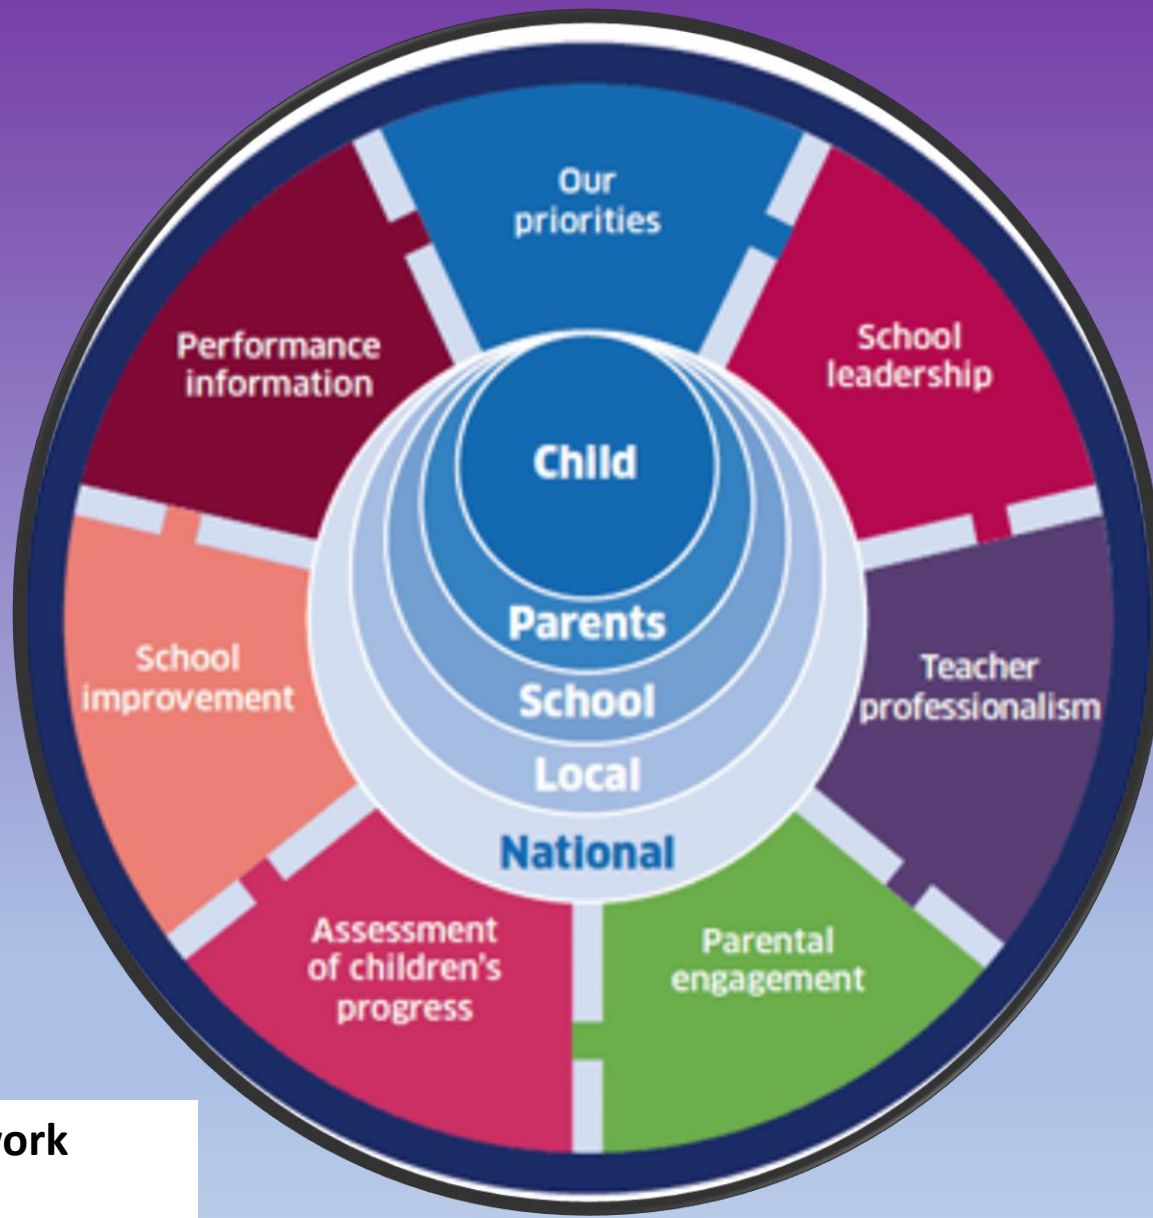 Our
priorities
School
leadership
Teacher
professionalism
Parental
engagement
Assessment
of children's
progress
School
improvement
Performance
information
Child
Parents
School
Local
National